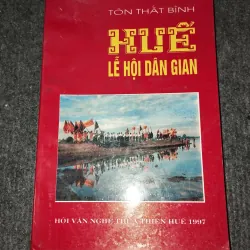 TÔN THẤT BÌNH
HUẾ
LỄ HỘI DÂN GIAN
HỘI VĂN NGHỆ THỪA THIÊN HUẾ 1997